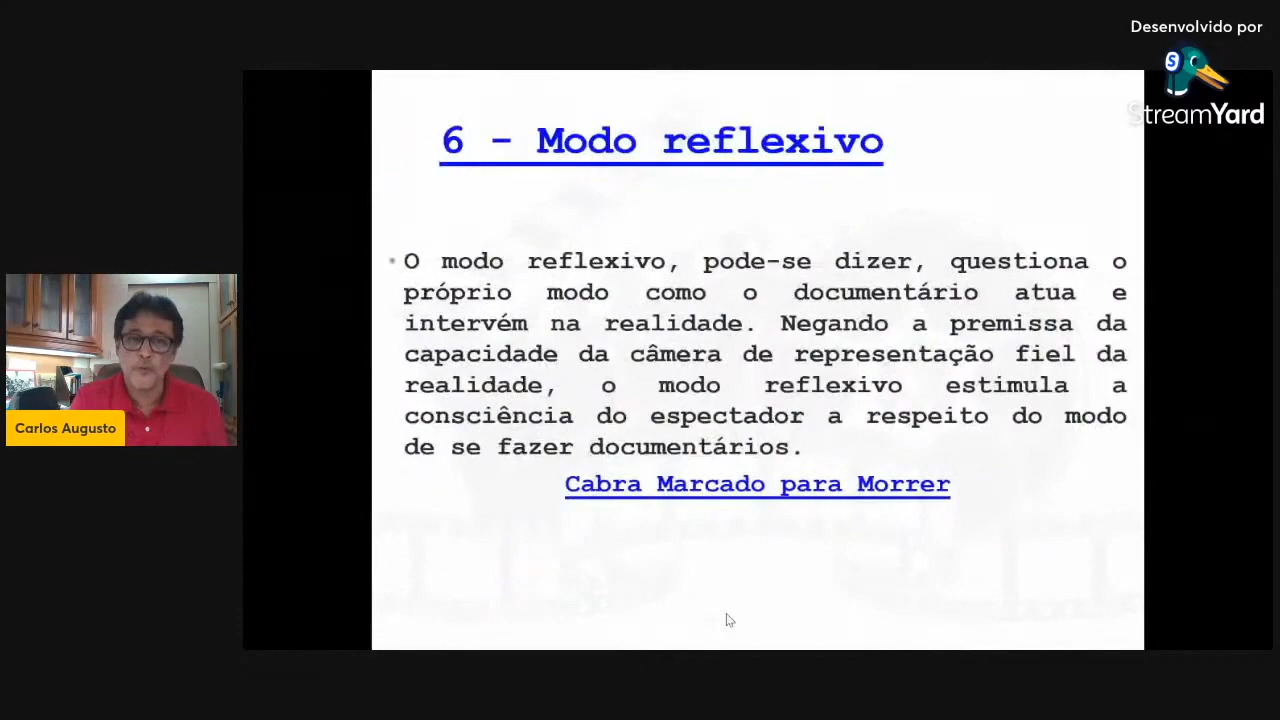 Desenvolvido por
StreamYard
6 - Modo reflexivo
• O modo reflexivo, pode-se dizer, questiona o
próprio modo como o documentário atua e
intervém na realidade. Negando a premissa da
capacidade da câmera de representação fiel da
realidade, o modo reflexivo estimula a
consciência do espectador a respeito do modo
de se fazer documentários.
Cabra Marcado para Morrer
Carlos Augusto